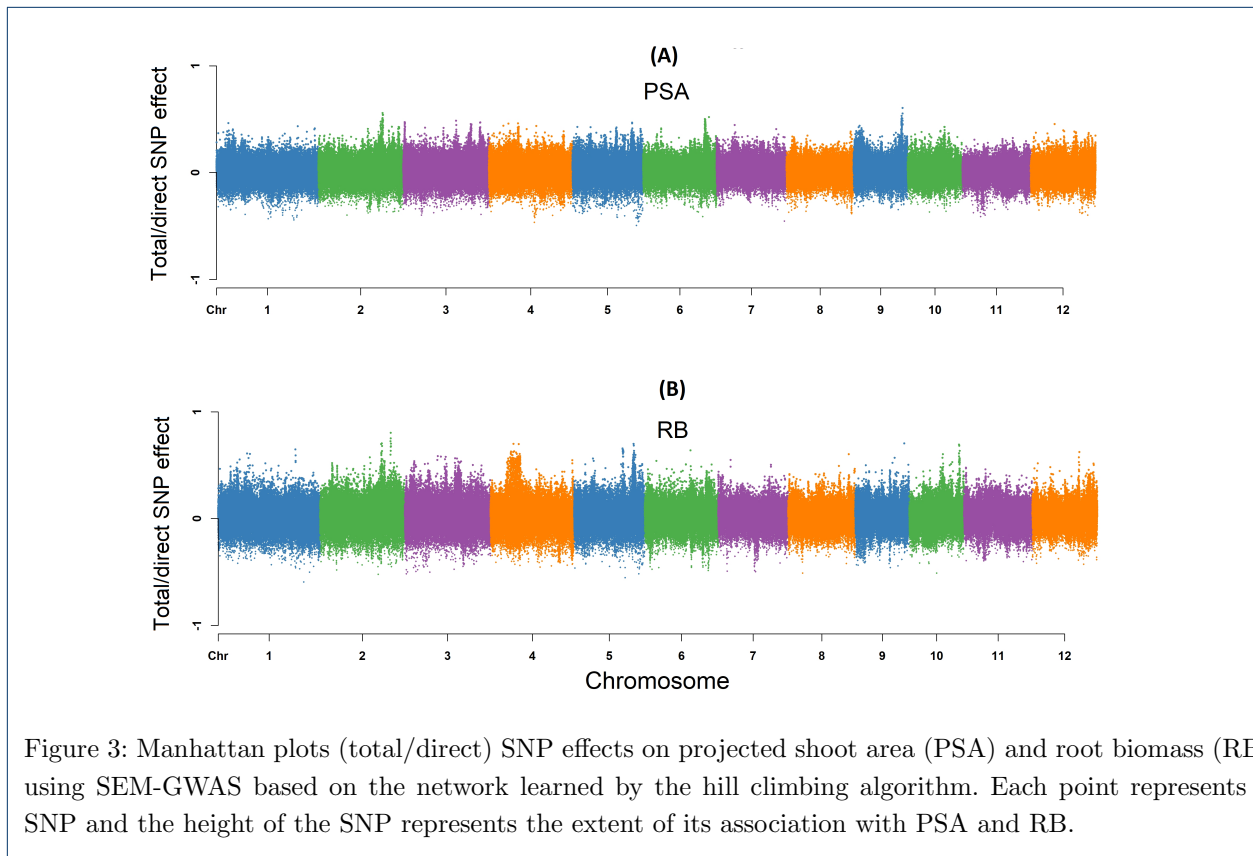 (A)
PSA
Total/direct SNP effect
1
0
-1
Chr 1 2 3 4 5 6 7 8 9 10 11 12
(B)
RB
Total/direct SNP effect
1
0
-1
Chr 1 2 3 4 5 6 7 8 9 10 11 12
Chromosome
Figure 3: Manhattan plots (total/direct) SNP effects on projected shoot area (PSA) and root biomass (RB
using SEM-GWAS based on the network learned by the hill climbing algorithm. Each point represents
SNP and the height of the SNP represents the extent of its association with PSA and RB.